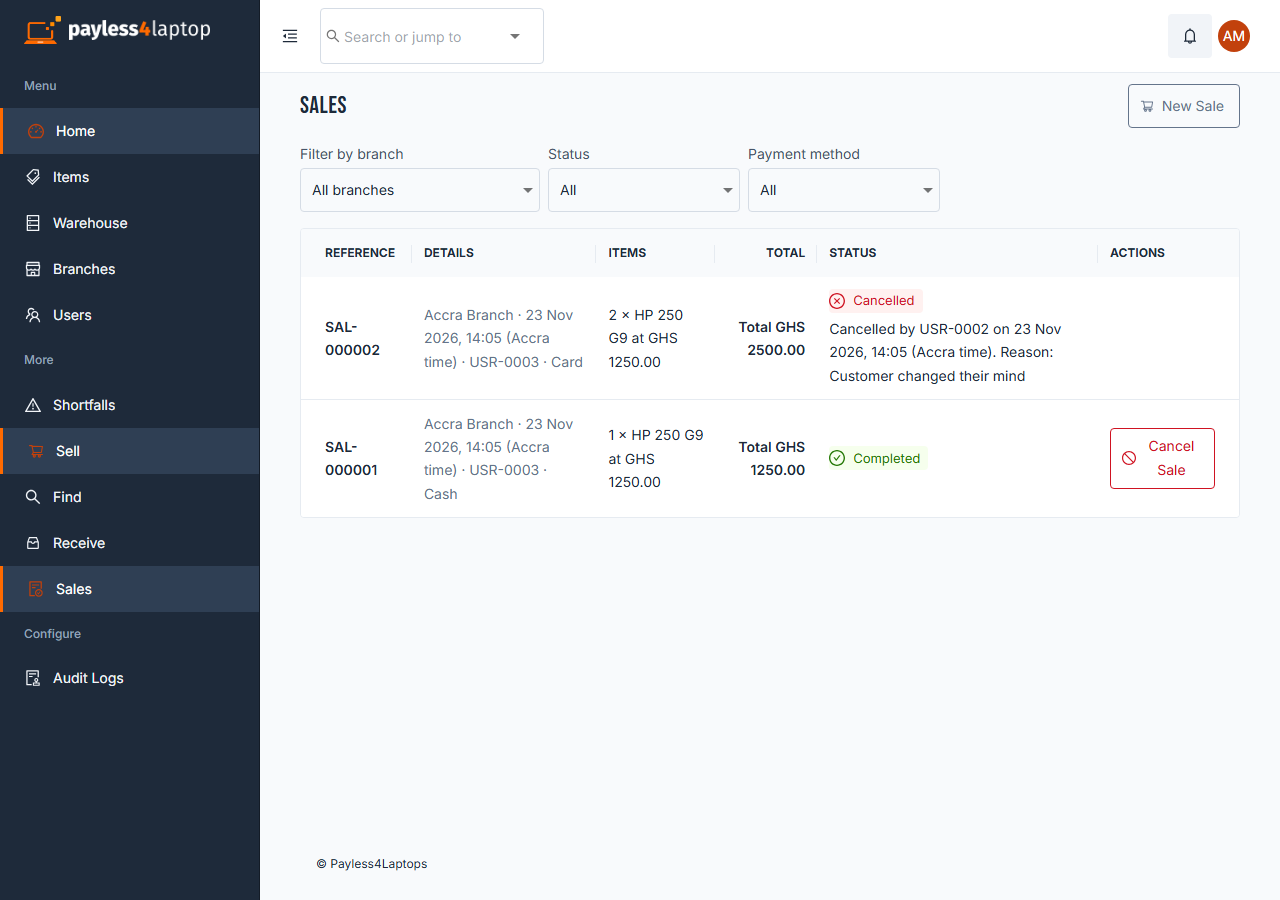 payless4laptop
Search or jump to
AM
Menu
Home
Items
Warehouse
Branches
Users
More
Shortfalls
Sell
Find
Receive
Sales
Configure
Audit Logs
SALES
New Sale
Filter by branch
Status
Payment method
All branches
All
All
REFERENCE
DETAILS
ITEMS
TOTAL
STATUS
ACTIONS
SAL-
000002
Accra Branch · 23 Nov
2026, 14:05 (Accra
time) · USR-0003 · Card
2 × HP 250
G9 at GHS
1250.00
Total GHS
2500.00
Cancelled
Cancelled by USR-0002 on 23 Nov
2026, 14:05 (Accra time). Reason:
Customer changed their mind
SAL-
000001
Accra Branch · 23 Nov
2026, 14:05 (Accra
time) · USR-0003 ·
Cash
1 × HP 250 G9
at GHS
1250.00
Total GHS
1250.00
Completed
Cancel
Sale
© Payless4Laptops